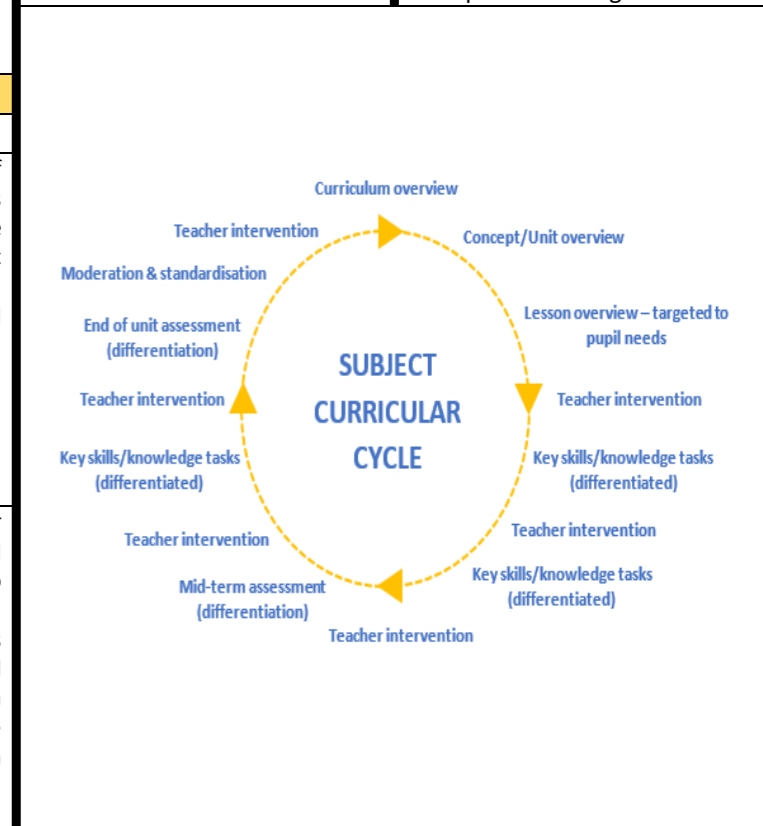 Curriculum overview
Concept/Unit overview
Lesson overview – targeted to
pupil needs
Teacher intervention
Key skills/knowledge tasks
(differentiated)
Teacher intervention
Key skills/knowledge tasks
(differentiated)
Teacher intervention
Mid-term assessment
(differentiation)
Teacher intervention
Key skills/knowledge tasks
(differentiated)
Teacher intervention
End of unit assessment
(differentiation)
Moderation & standardisation
Teacher intervention
SUBJECT
CURRICULAR
CYCLE